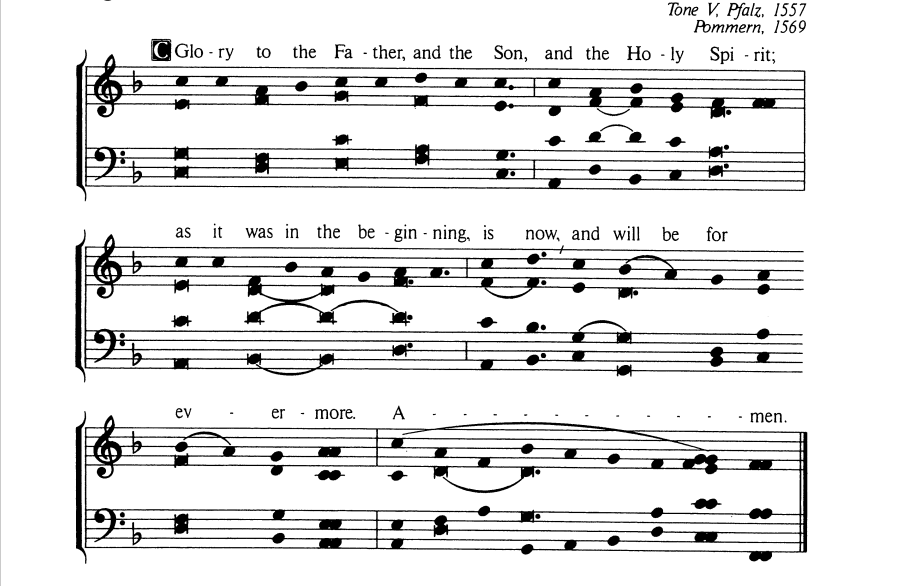 Tone V, Pfalz, 1557
Pommern, 1569
C Glo - ry to the Fa - ther, and the Son, and the Ho - ly Spi - rit;
as it was in the be - gin - ning, is now, and will be for
ev - er - more. A - - - - - - - - - men.